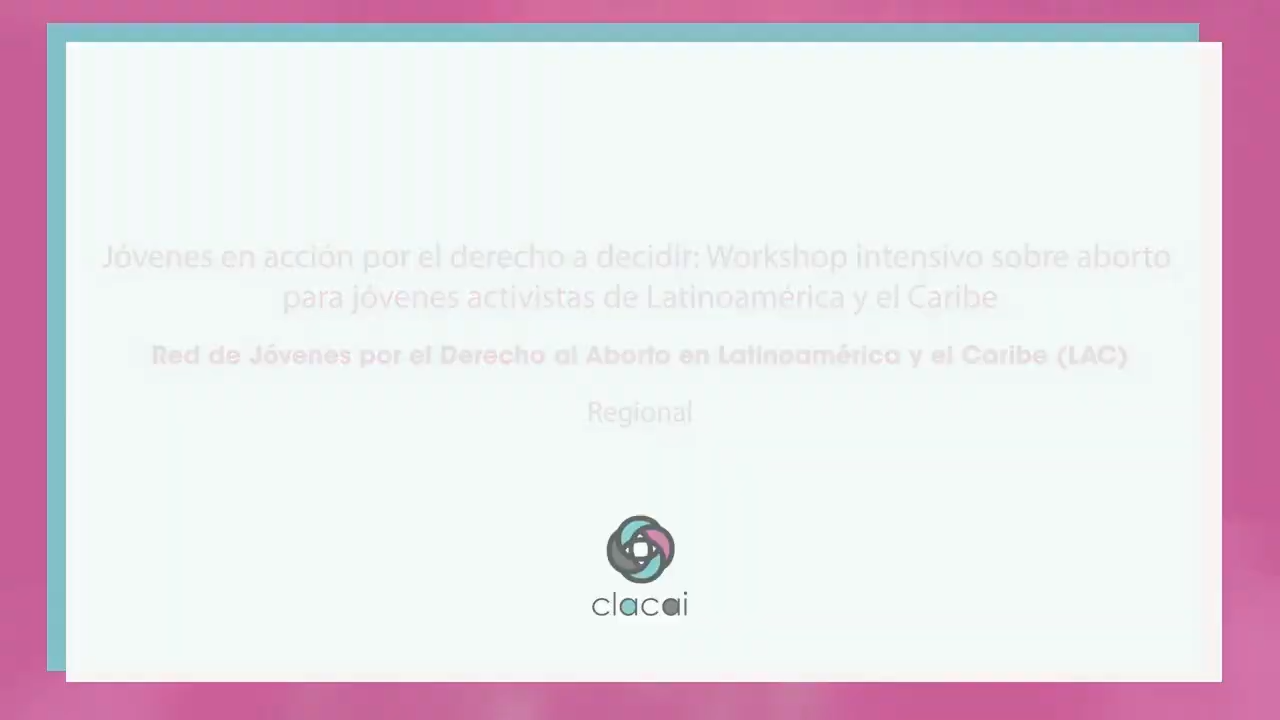 Jóvenes en acción por el derecho a decidir: Workshop intensivo sobre aborto
para jóvenes activistas de Latinoamérica y el Caribe
Red de Jóvenes por el Derecho al Aborto en Latinoamérica y el Caribe (LAC)
Regional
clacai